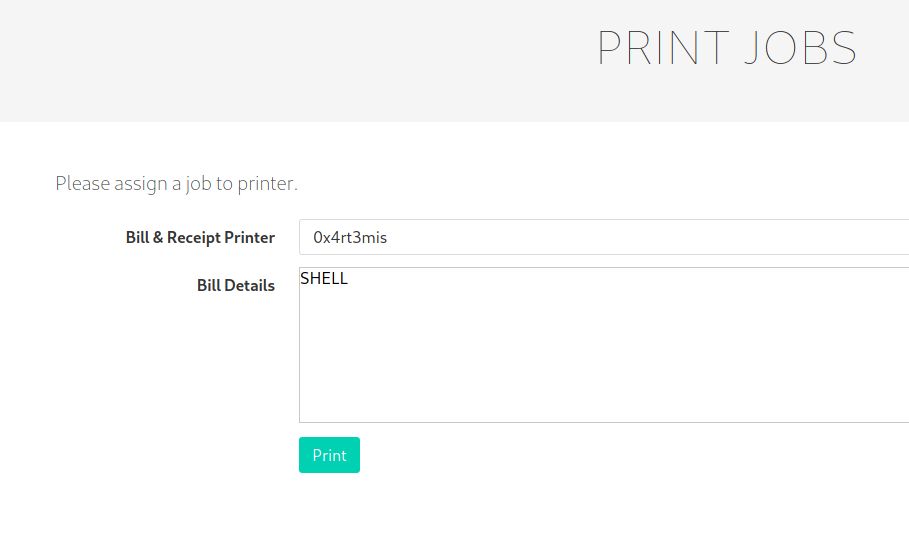 PRINT JOBS
Please assign a job to printer.
Bill & Receipt Printer 0x4rt3mis
Bill Details SHELL
Print